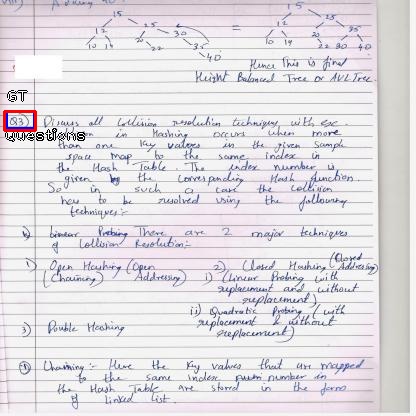 15
12 25
10 14 22 30
35
40
=
15
12 25
10 14 20 35
22 30 40
Hence This is final
Height Balanced Tree or AVL Tree.
GT
Q3) Discuss all Collision resolution techniques with ex:-
Questions
in Hashing occurs when more
than one Key values in the given sample
space map to the same index in
the Hash Table. The index number is
given by the corresponding Hash function.
So in such a case the collision
has to be resolved using the following
techniques:-
Linear Probing There are 2 major techniques
of Collision Resolution:-
1) Open Hashing (Open 2) Closed Hashing (Closed
(Chaining) Addressing) i) (Linear Probing with Addressing)
replacement and without
replacement)
ii) Quadratic Probing (with
3) Double Hashing replacement & without
replacement)
1) Chaining:- Here the Key values that are mapped
to the same index number in
the Hash Table are stored in the form
of linked list.